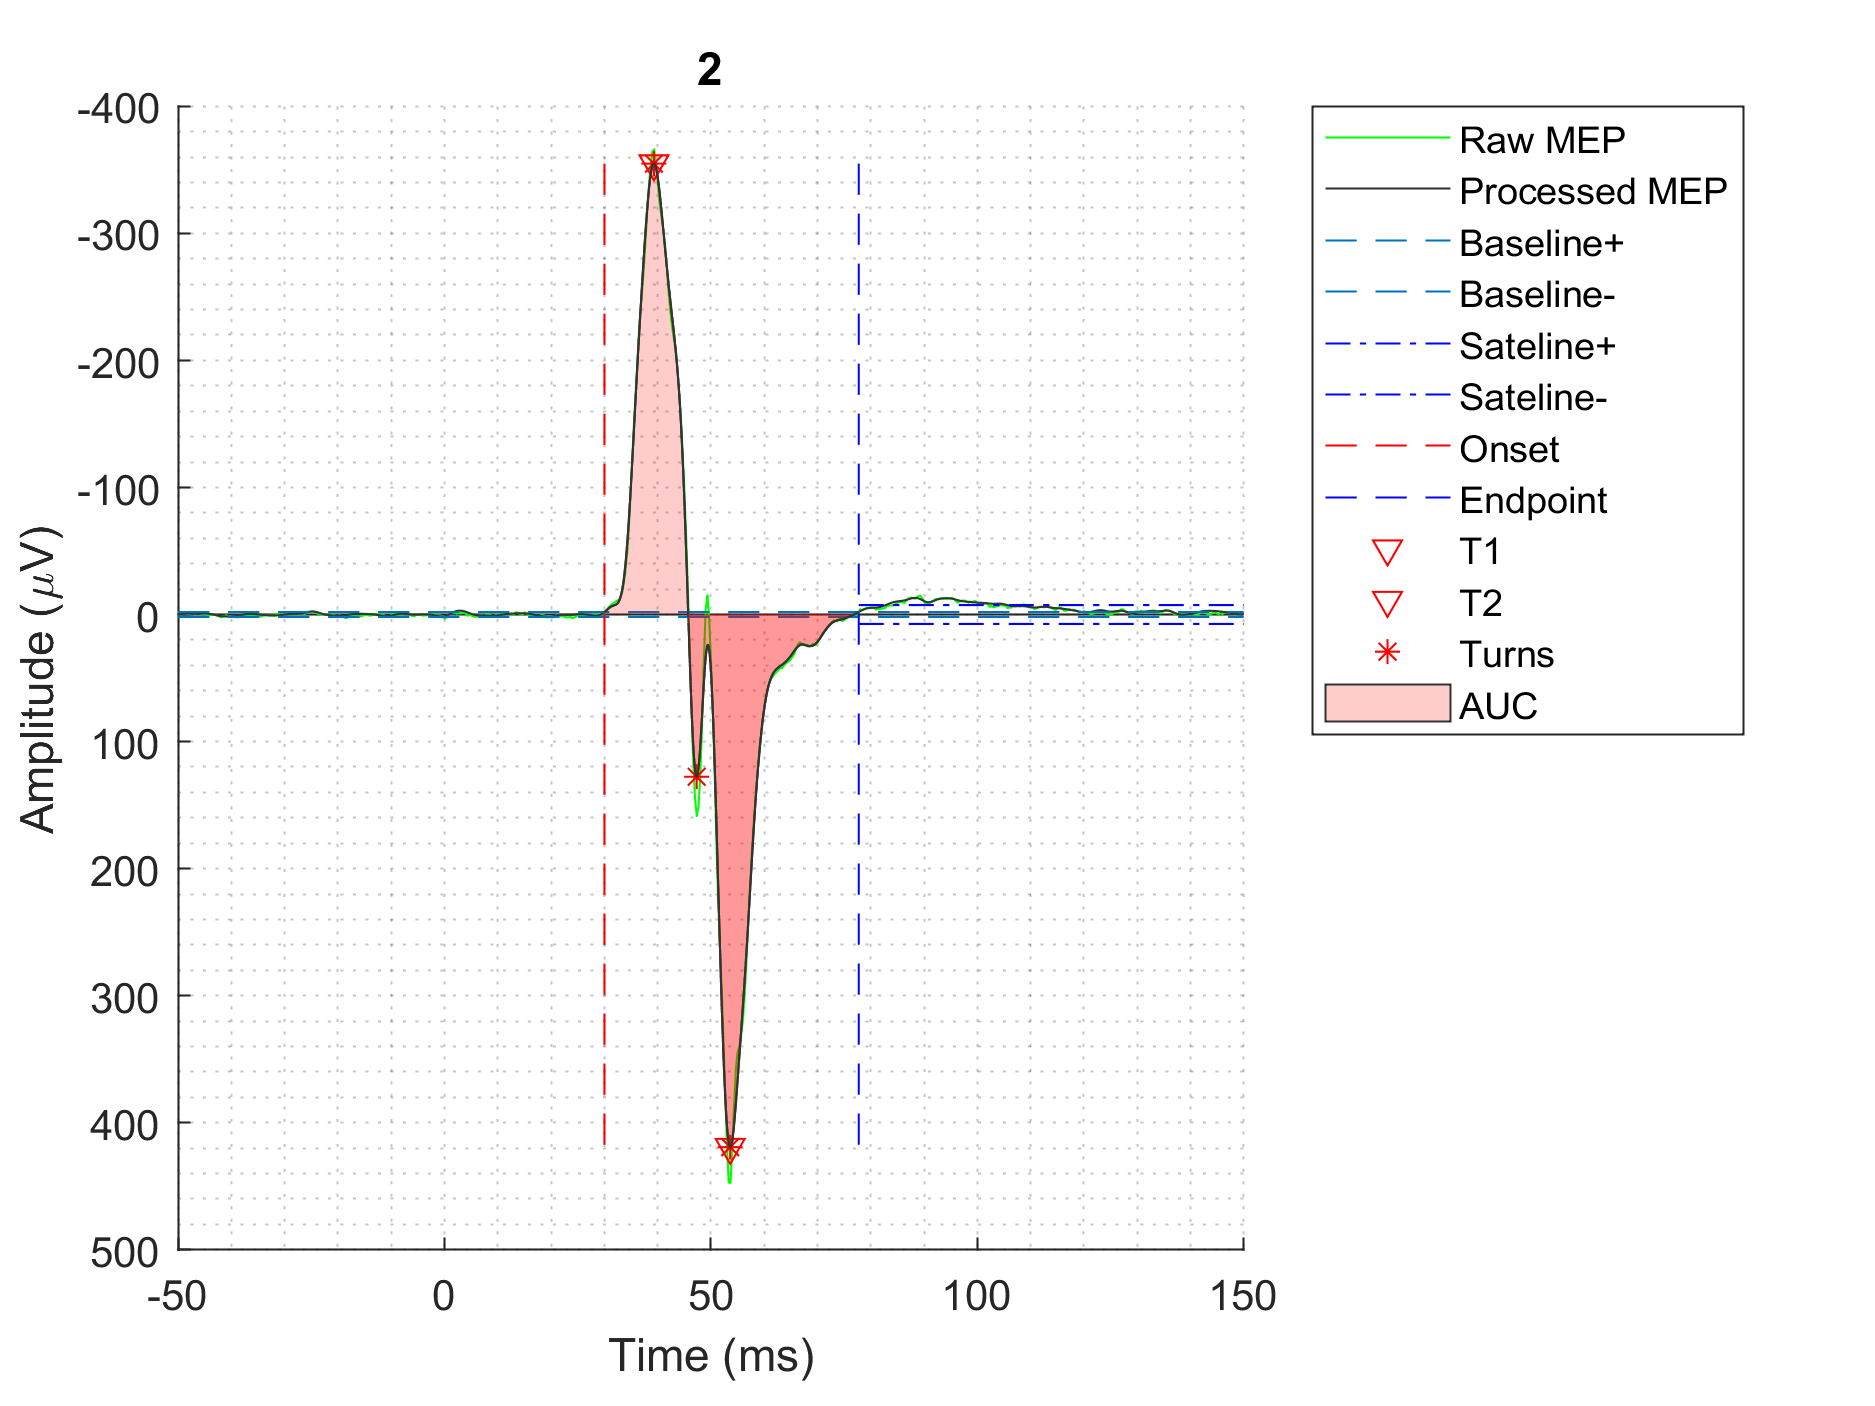 2
-400
-300
-200
-100
0
100
200
300
400
500
Amplitude (μV)
-50
0
50
100
150
Time (ms)
Raw MEP
Processed MEP
Baseline+
Baseline-
Sateline+
Sateline-
Onset
Endpoint
T1
T2
Turns
AUC